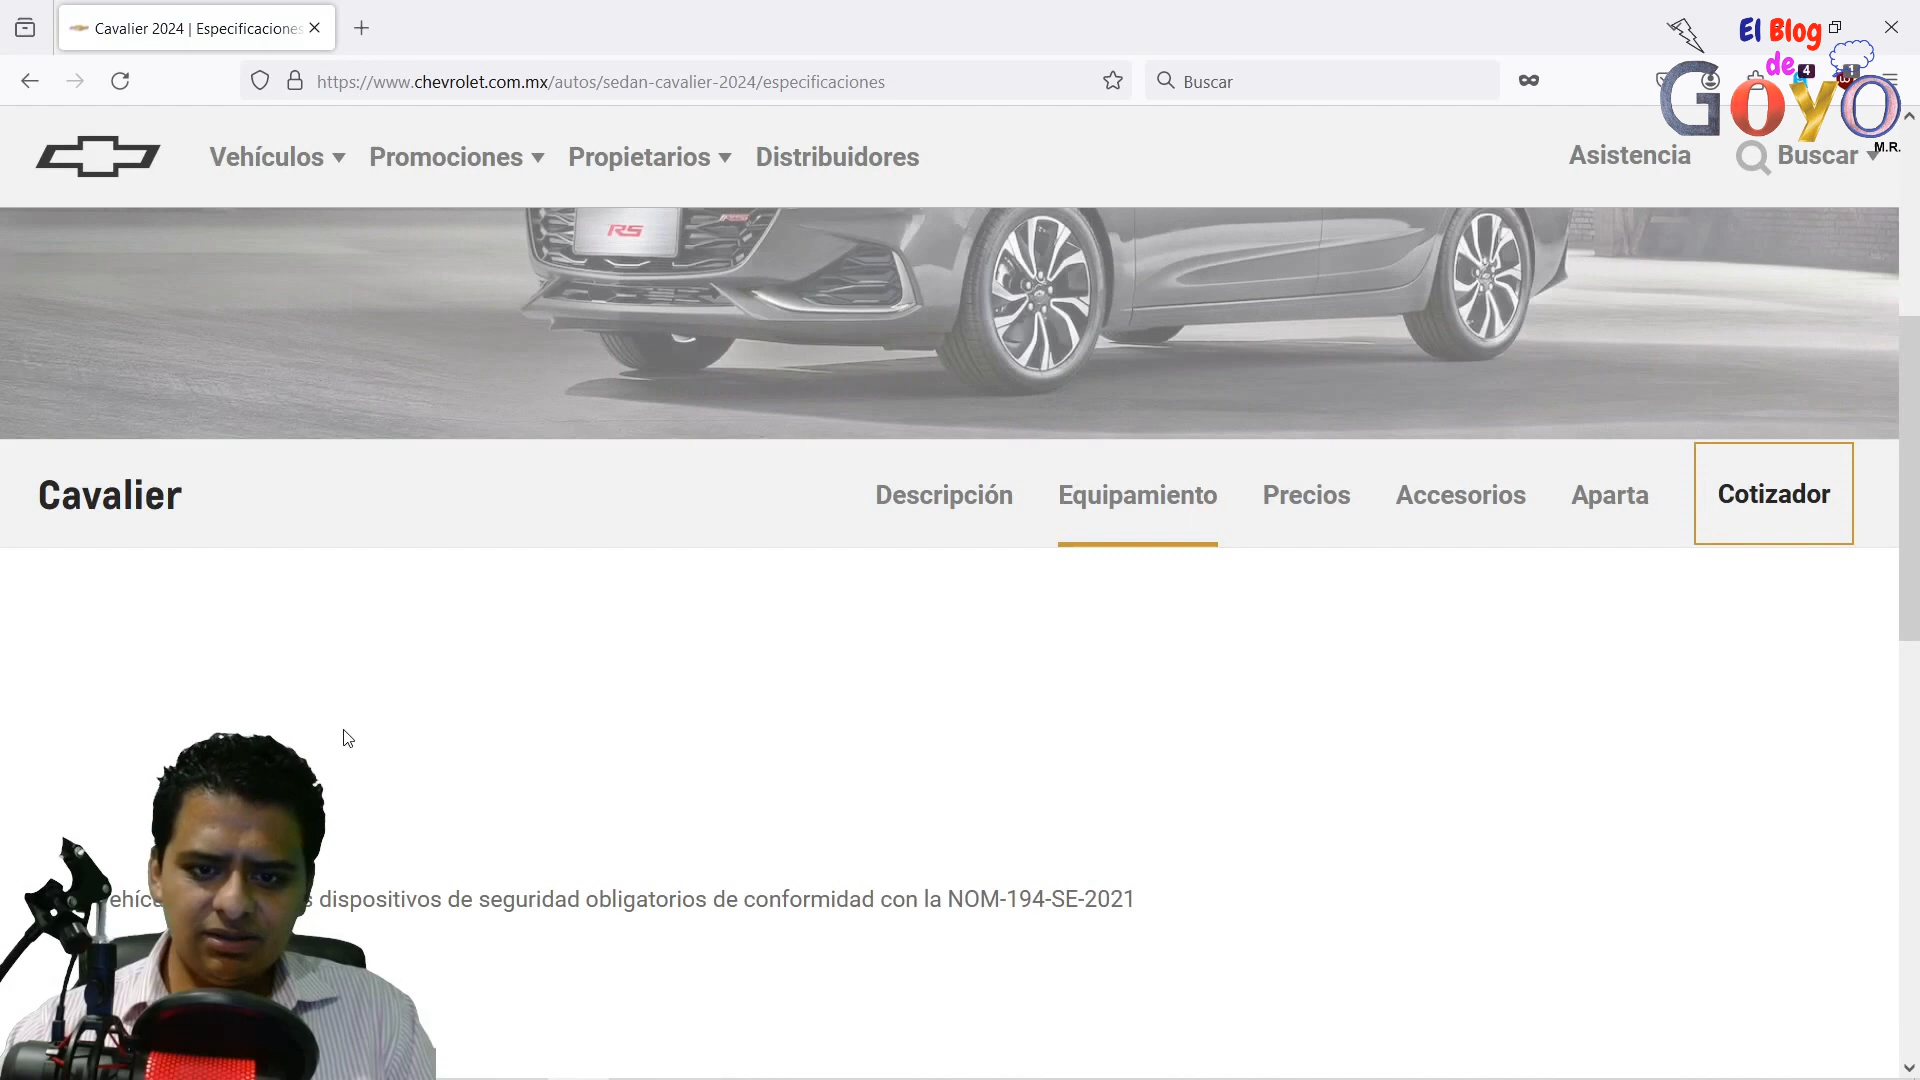 Cavalier 2024 | Especificaciones
El Blog
de
GOYO
M.R.
https://www.chevrolet.com.mx/autos/sedan-cavalier-2024/especificaciones
Buscar
4
1
Vehículos
Promociones
Propietarios
Distribuidores
Asistencia
Buscar
RS
Cavalier
Descripción
Equipamiento
Precios
Accesorios
Aparta
Cotizador
dispositivos de seguridad obligatorios de conformidad con la NOM-194-SE-2021